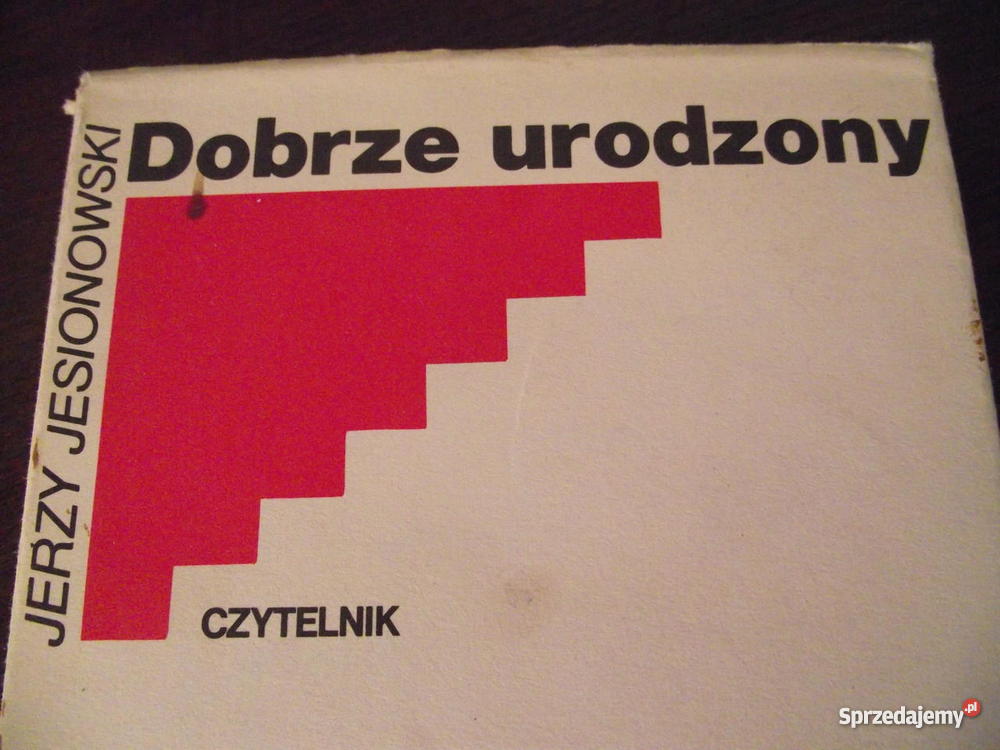 Dobrze urodzony
JERZY JESIONOWSKI
CZYTELNIK
Sprzedajemy.pl